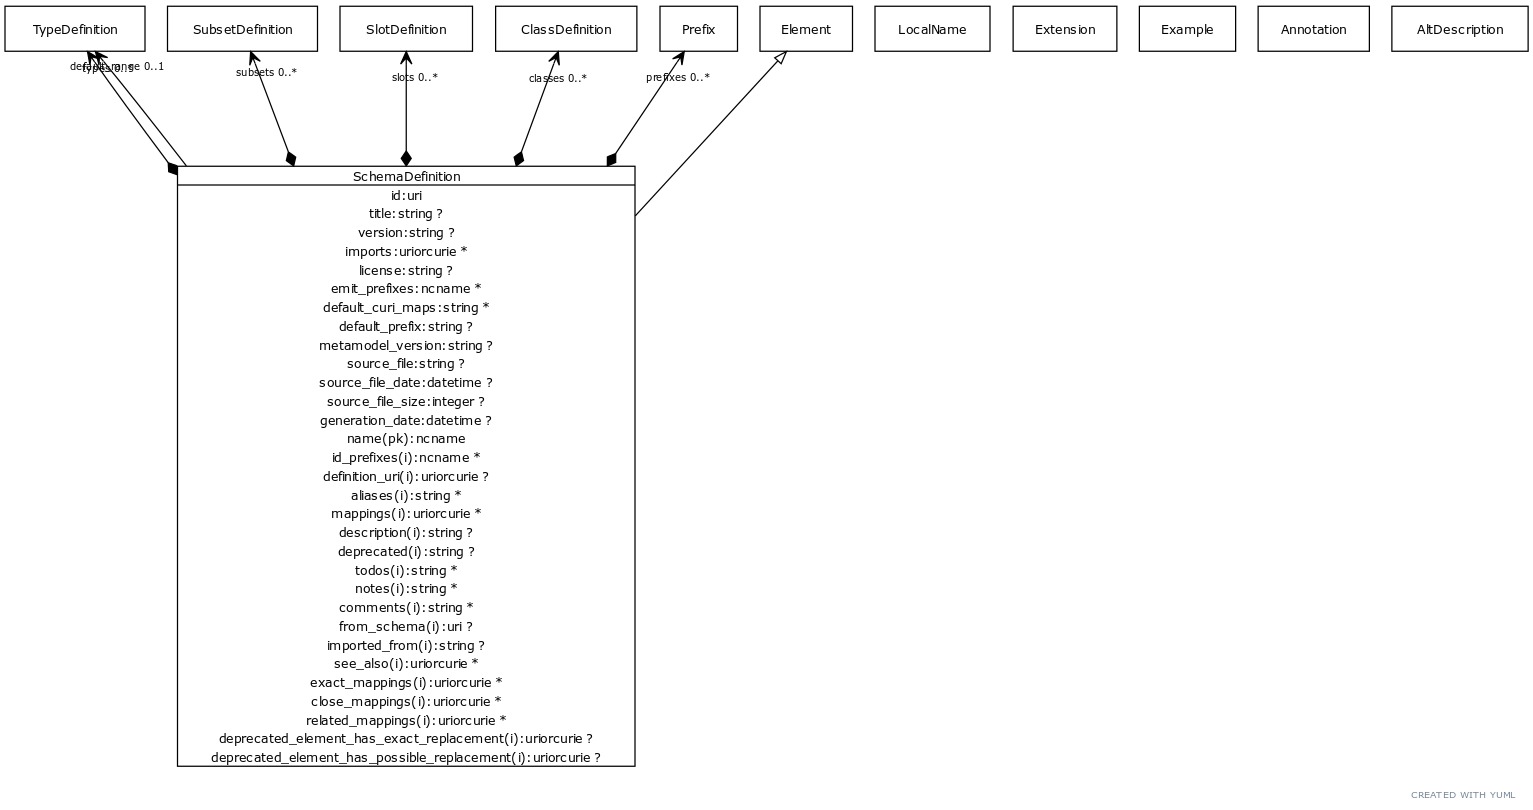 TypeDefinition
SubsetDefinition
SlotDefinition
ClassDefinition
Prefix
Element
LocalName
Extension
Example
Annotation
AltDescription
0..1
subsets 0..*
slots 0..*
classes 0..*
prefixes 0..*
SchemaDefinition
id:uri
title:string ?
version:string ?
imports:uriorcurie *
license:string ?
emit_prefixes:ncname *
default_curi_maps:string *
default_prefix:string ?
metamodel_version:string ?
source_file:string ?
source_file_date:datetime ?
source_file_size:integer ?
generation_date:datetime ?
name(pk):ncname
id_prefixes(i):ncname *
definition_uri(i):uriorcurie ?
aliases(i):string *
mappings(i):uriorcurie *
description(i):string ?
deprecated(i):string ?
todos(i):string *
notes(i):string *
comments(i):string *
from_schema(i):uri ?
imported_from(i):string ?
see_also(i):uriorcurie *
exact_mappings(i):uriorcurie *
close_mappings(i):uriorcurie *
related_mappings(i):uriorcurie *
deprecated_element_has_exact_replacement(i):uriorcurie ?
deprecated_element_has_possible_replacement(i):uriorcurie ?
CREATED WITH YUML